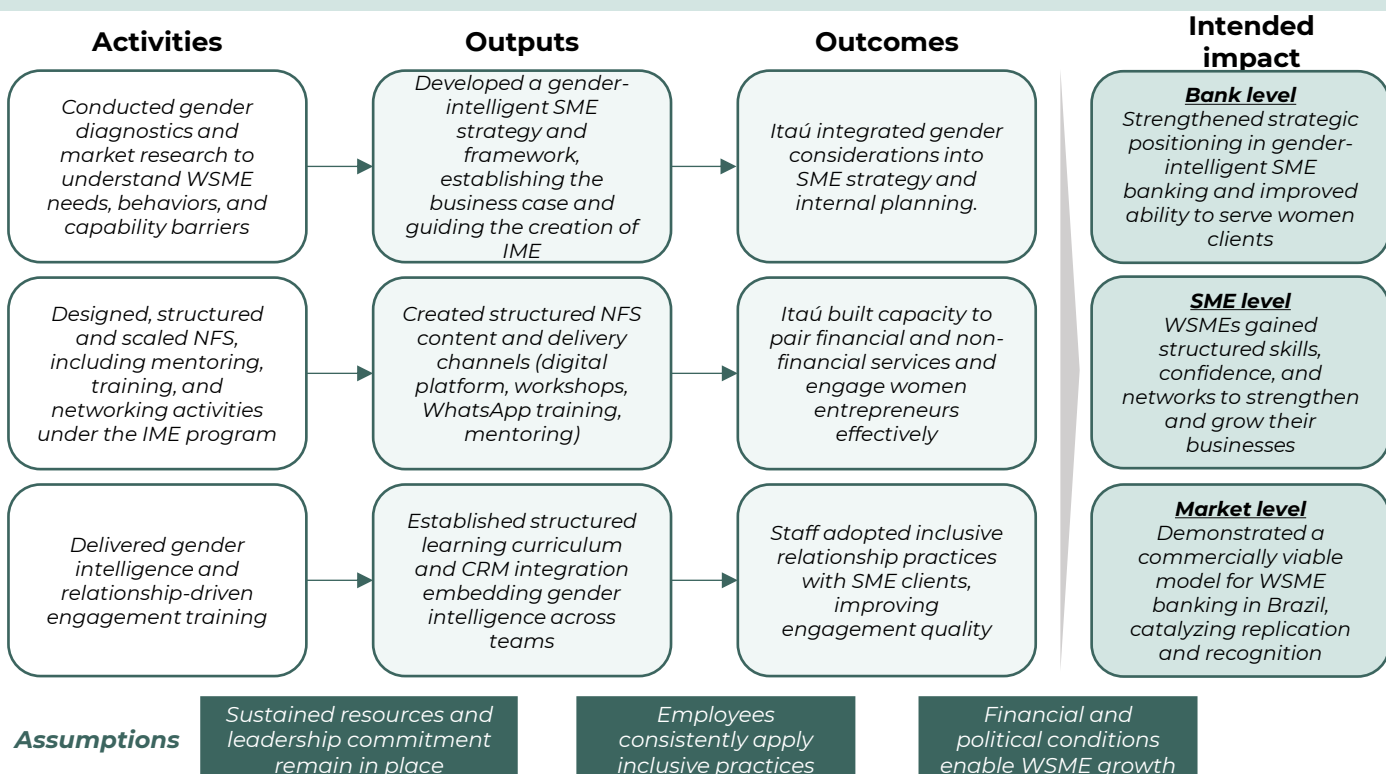 Activities
Outputs
Outcomes
Intended
impact
Conducted gender
diagnostics and
market research to
understand WSME
needs, behaviors, and
capability barriers
Developed a gender-
intelligent SME
strategy and
framework,
establishing the
business case and
guiding the creation of
IME
Itaú integrated gender
considerations into
SME strategy and
internal planning.
Bank level
Strengthened strategic
positioning in gender-
intelligent SME
banking and improved
ability to serve women
clients
Designed, structured
and scaled NFS,
including mentoring,
training, and
networking activities
under the IME program
Created structured NFS
content and delivery
channels (digital
platform, workshops,
WhatsApp training,
mentoring)
Itaú built capacity to
pair financial and non-
financial services and
engage women
entrepreneurs
effectively
SME level
WSMEs gained
structured skills,
confidence, and
networks to strengthen
and grow their
businesses
Delivered gender
intelligence and
relationship-driven
engagement training
Established structured
learning curriculum
and CRM integration
embedding gender
intelligence across
teams
Staff adopted inclusive
relationship practices
with SME clients,
improving
engagement quality
Market level
Demonstrated a
commercially viable
model for WSME
banking in Brazil,
catalyzing replication
and recognition
Assumptions
Sustained resources and
leadership commitment
remain in place
Employees
consistently apply
inclusive practices
Financial and
political conditions
enable WSME growth